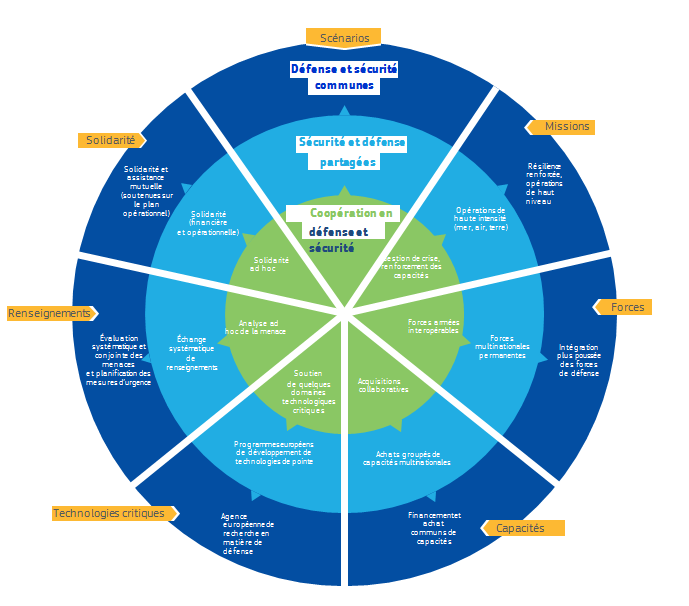 Scénarios
Défense et sécurité
communes
Sécurité et défense
partagées
Coopération en
défense et
sécurité
Missions
Résilience
renforcée,
opérations
de haut
niveau
Opérations de
haute intensité
(mer, air, terre)
Gestion de crise,
renforcement des
capacités
Forces
Intégration
plus poussée
des forces
de défense
Forces
multinationales
permanentes
Forces armées
interopérables
Capacités
Financement et
achat
communs de
capacités
Achats groupés de
capacités multinationales
Acquisitions
collaboratives
Technologies critiques
Agence
européenne de
recherche en
matière de
défense
Programmes européens
de développement de
technologies de pointe
Soutien
de quelques
domaines
technologiques
critiques
Renseignements
Évaluation
systématique et
conjointe des
menaces
et planification des
mesures d'urgence
Échange
systématique
de
renseignements
Analyse ad
hoc de la menace
Solidarité
Solidarité et
assistance
mutuelle
(soutenues sur
le plan
opérationnel)
Solidarité
(financière
et opérationnelle)
Solidarité
ad hoc